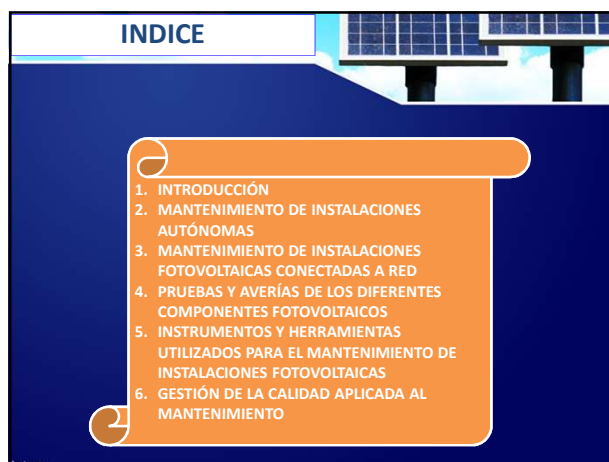 INDICE
1. INTRODUCCIÓN
2. MANTENIMIENTO DE INSTALACIONES
AUTÓNOMAS
3. MANTENIMIENTO DE INSTALACIONES
FOTOVOLTAICAS CONECTADAS A RED
4. PRUEBAS Y AVERÍAS DE LOS DIFERENTES
COMPONENTES FOTOVOLTAICOS
5. INSTRUMENTOS Y HERRAMIENTAS
UTILIZADOS PARA EL MANTENIMIENTO DE
INSTALACIONES FOTOVOLTAICAS
6. GESTIÓN DE LA CALIDAD APLICADA AL
MANTENIMIENTO